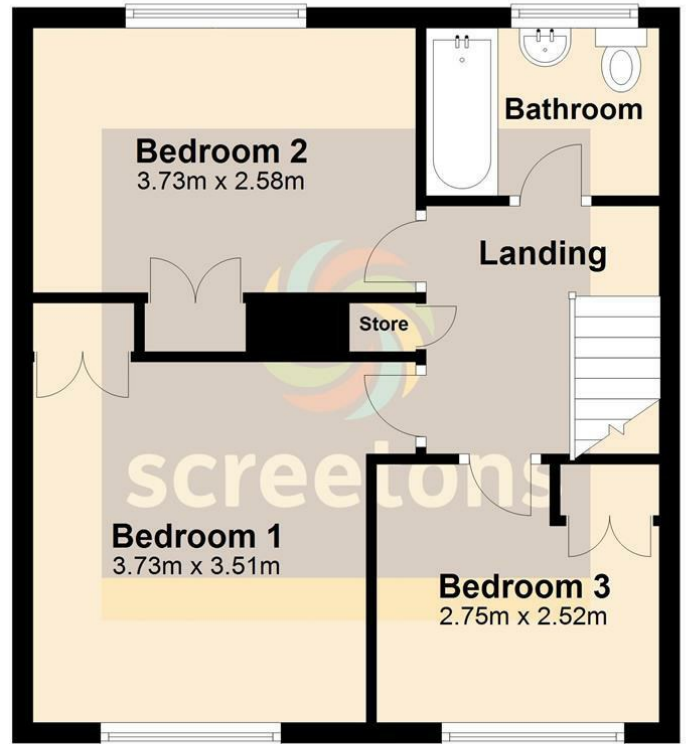 Bedroom 2
3.73m x 2.58m
Bathroom
Landing
Store
screetons
Bedroom 1
3.73m x 3.51m
Bedroom 3
2.75m x 2.52m